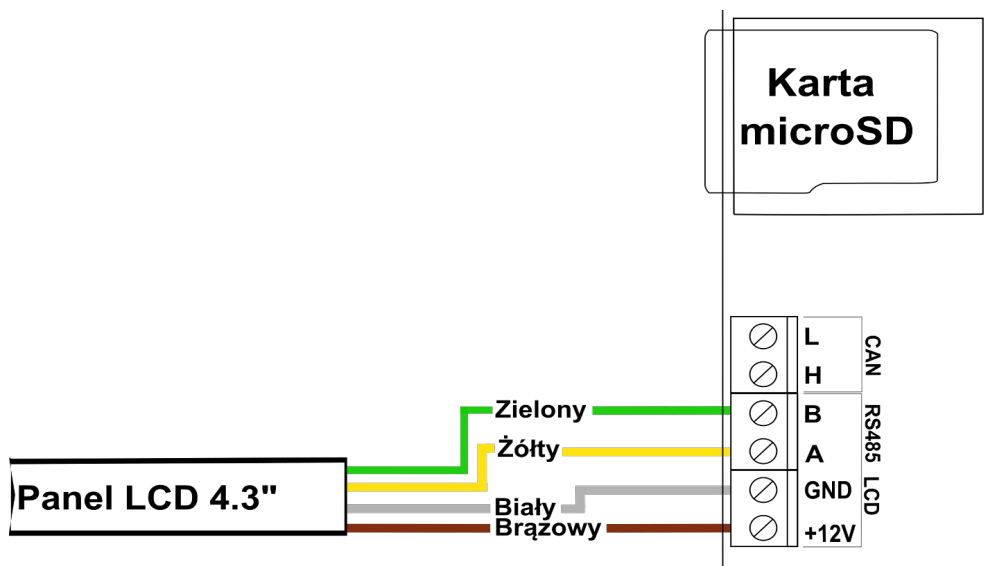 Karta
microSD
L
H
CAN
Zielony
B
Żółty
A
RS485 LCD
Panel LCD 4.3"
Biały
GND
Brązowy
+12V